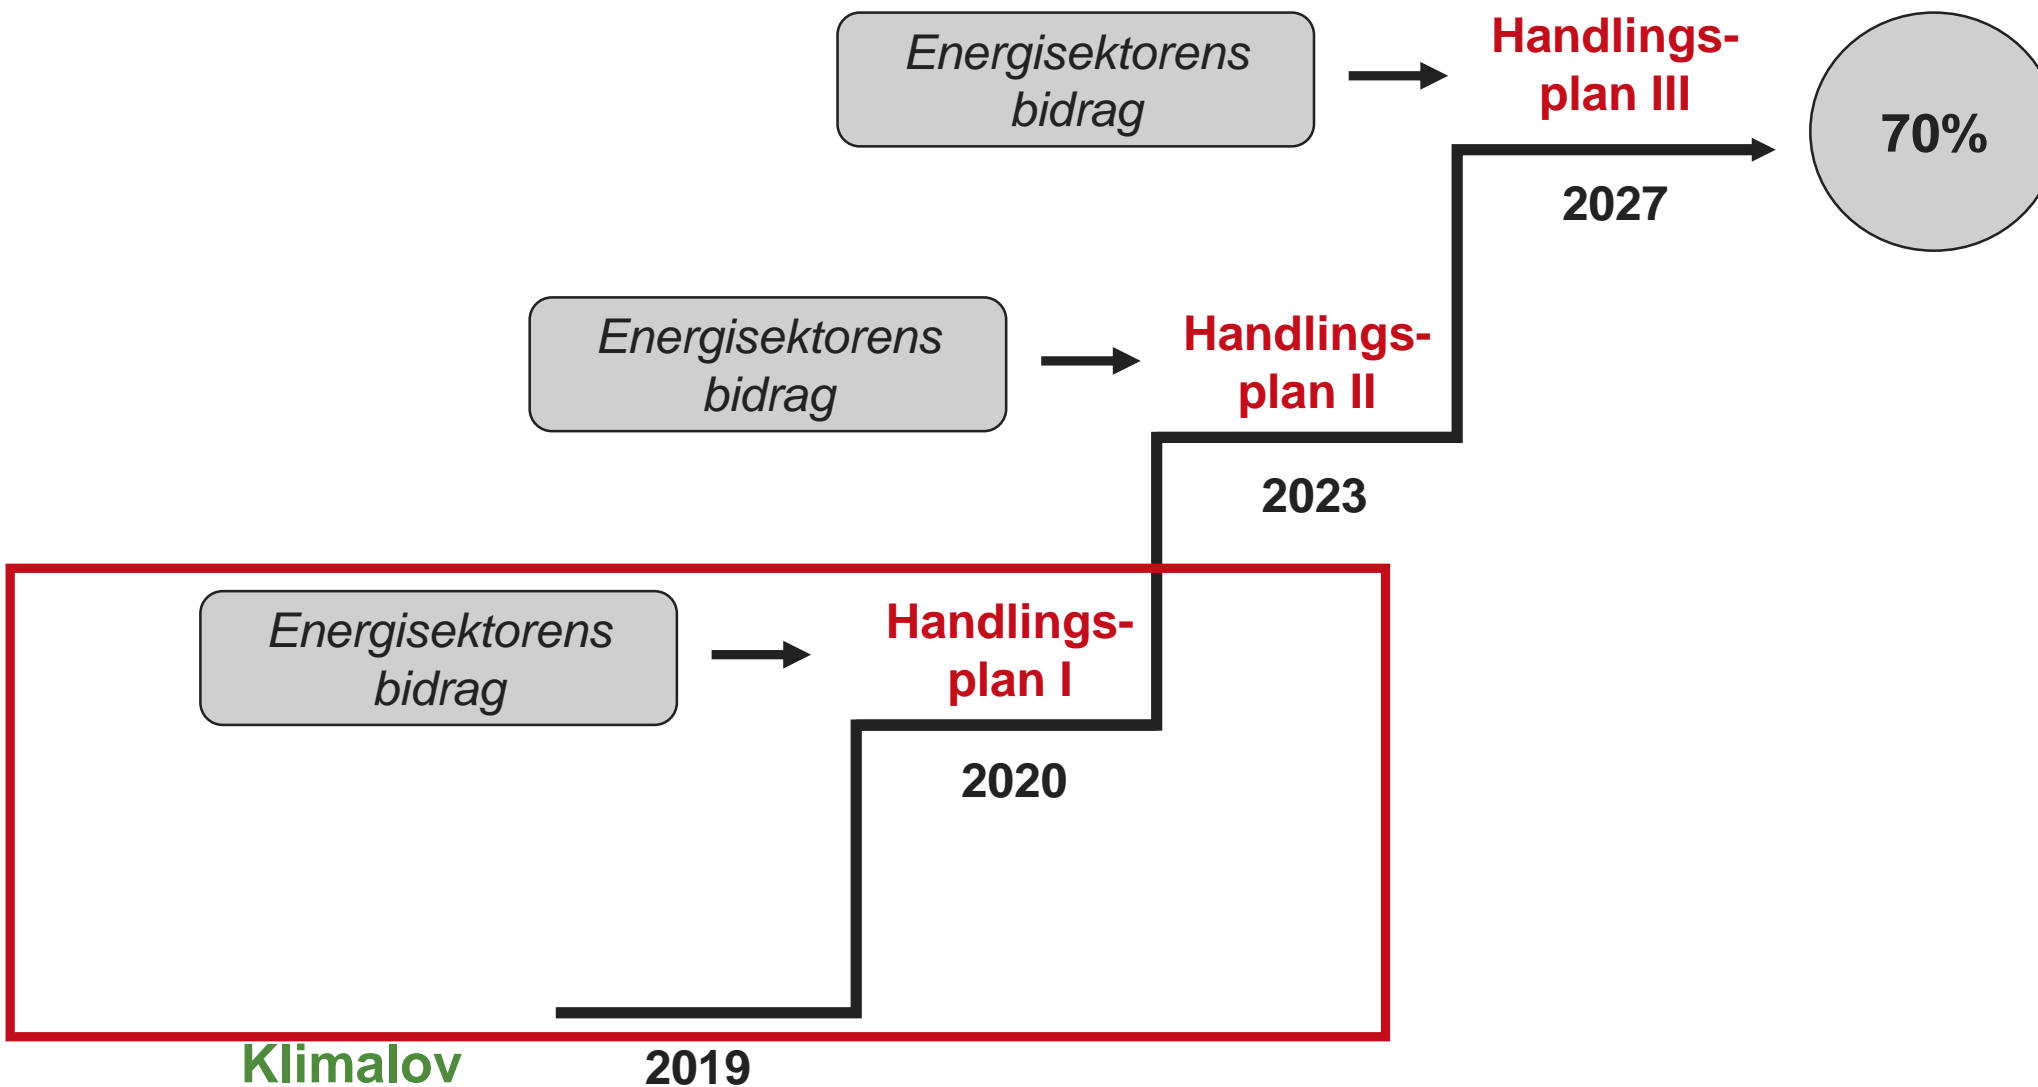 Energisektorens
bidrag
Handlings-
plan III
70%
2027
Energisektorens
bidrag
Handlings-
plan II
2023
Energisektorens
bidrag
Handlings-
plan I
2020
Klimalov
2019